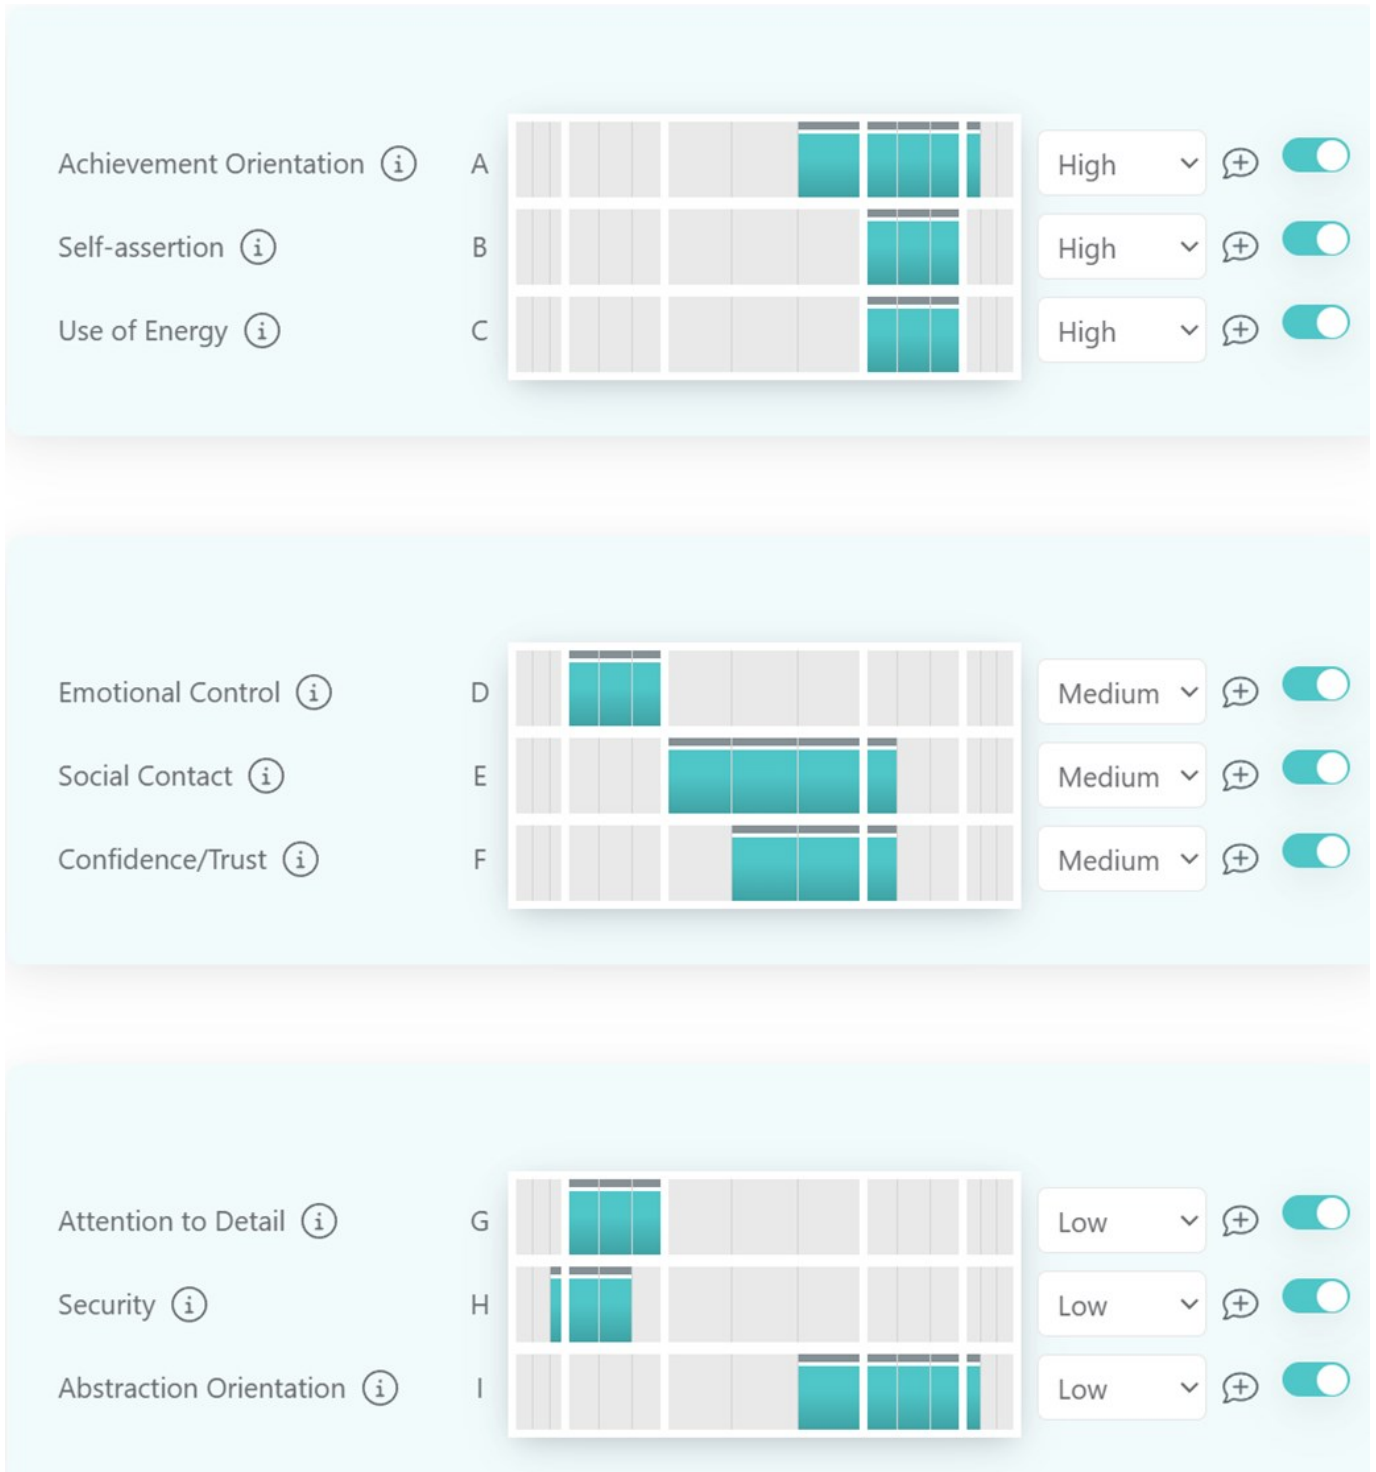 Achievement Orientation i A High
Self-assertion i B High
Use of Energy i C High
Emotional Control i D Medium
Social Contact i E Medium
Confidence/Trust i F Medium
Attention to Detail i G Low
Security i H Low
Abstraction Orientation i I Low